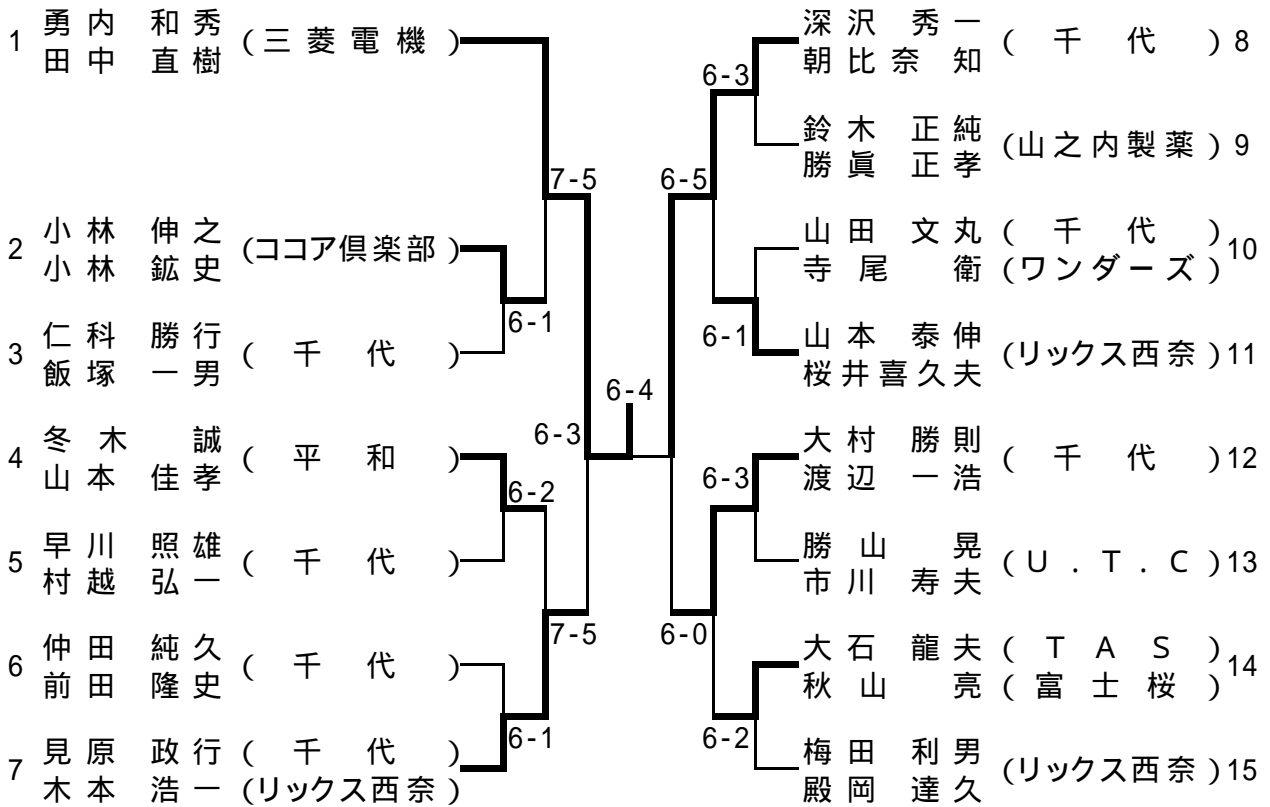 1 勇内 和秀 (三菱電機)
田中 直樹
2 小林 伸之 (ココア倶楽部)
小林 鉱史
3 仁科 勝行 (千代)
飯塚 一男
4 冬木 誠 (平和)
山本 佳孝
5 早川 照雄 (千代)
村越 弘一
6 仲田 純久 (千代)
前田 隆史
7 見原 政行 (千代)
木本 浩一 (リックス西奈)
7-5
6-1
6-3
6-2
7-5
6-1
6-4
6-3
6-5
6-1
6-3
6-0
6-2
深沢 秀一 (千代) 8
朝比奈 知
鈴木 正純 (山之内製薬) 9
勝眞 正孝
山田 文丸 (千代) 10
寺尾 衛 (ワンダーズ)
山本 泰伸 (リックス西奈) 11
桜井喜久夫
大村 勝則 (千代) 12
渡辺 一浩
勝山 晃 (U.T.C) 13
市川 寿夫
大石 龍夫 (TAS) 14
秋山 亮 (富士桜)
梅田 利男 (リックス西奈) 15
殿岡 達久